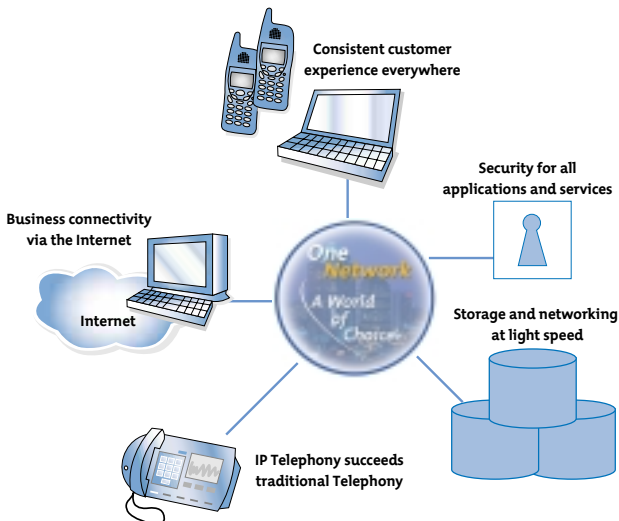 Consistent customer
experience everywhere
Security for all
applications and services
Business connectivity
via the Internet
Internet
One
Network
A World
of
Choice
Storage and networking
at light speed
IP Telephony succeeds
traditional Telephony